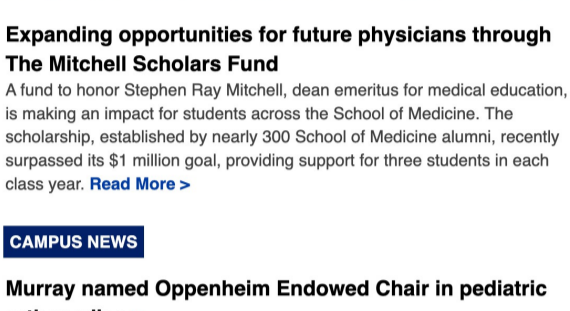 Expanding opportunities for future physicians through
The Mitchell Scholars Fund
A fund to honor Stephen Ray Mitchell, dean emeritus for medical education,
is making an impact for students across the School of Medicine. The
scholarship, established by nearly 300 School of Medicine alumni, recently
surpassed its $1 million goal, providing support for three students in each
class year. Read More >
CAMPUS NEWS
Murray named Oppenheim Endowed Chair in pediatric